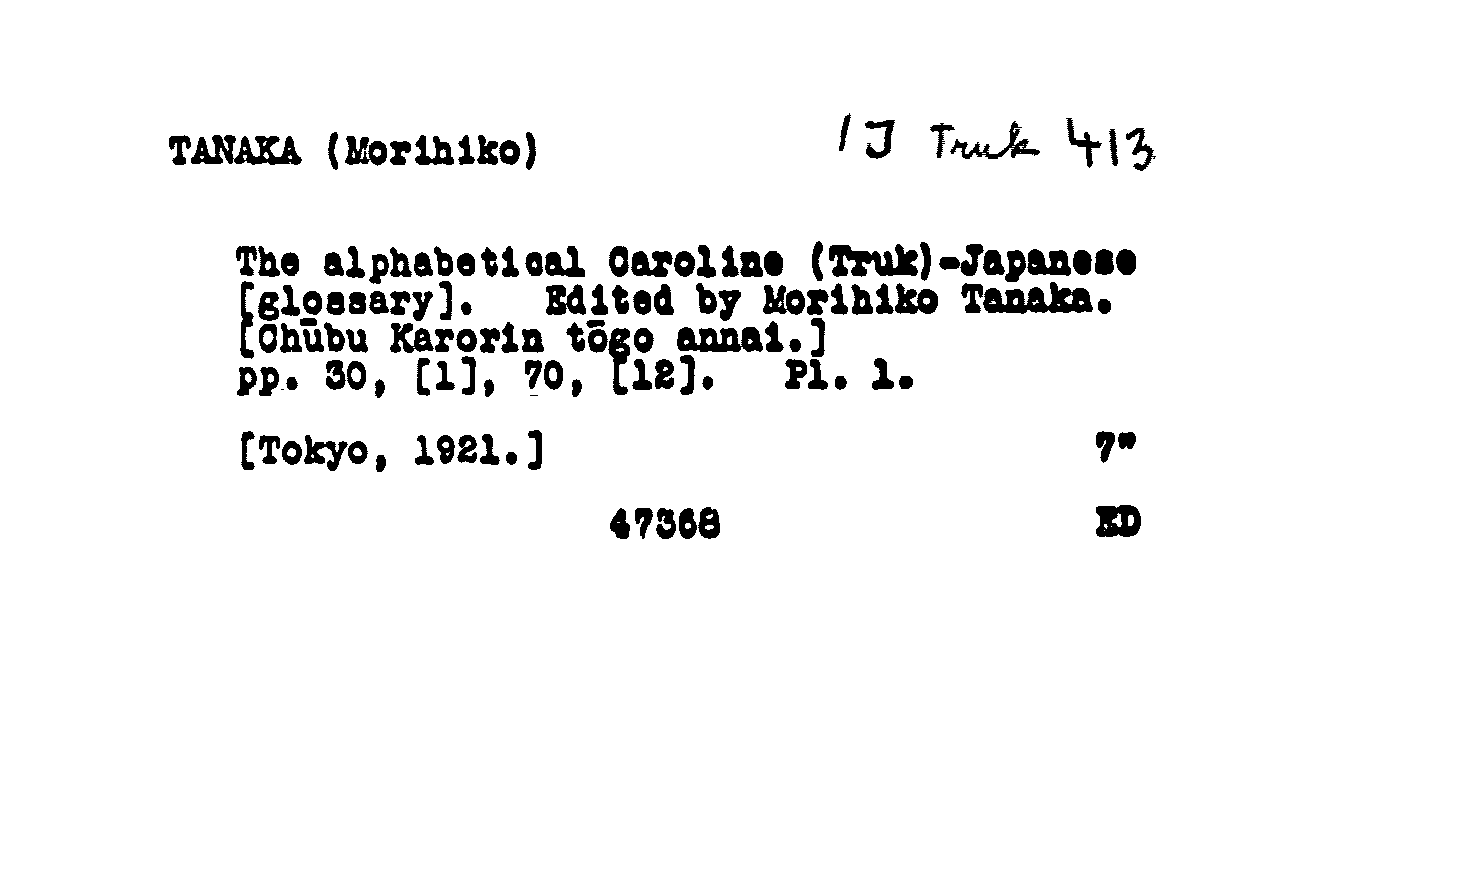 TANAKA (Morihiko)
1 J Truk 413
The alphabetical Caroline (Truk)-Japanese
[glossary]. Edited by Morihiko Tanaka.
[Chūbu Karorin tōgo annai.]
pp. 30, [1], 70, [12]. Pl. 1.
[Tokyo, 1921.] 7"
47368 ED